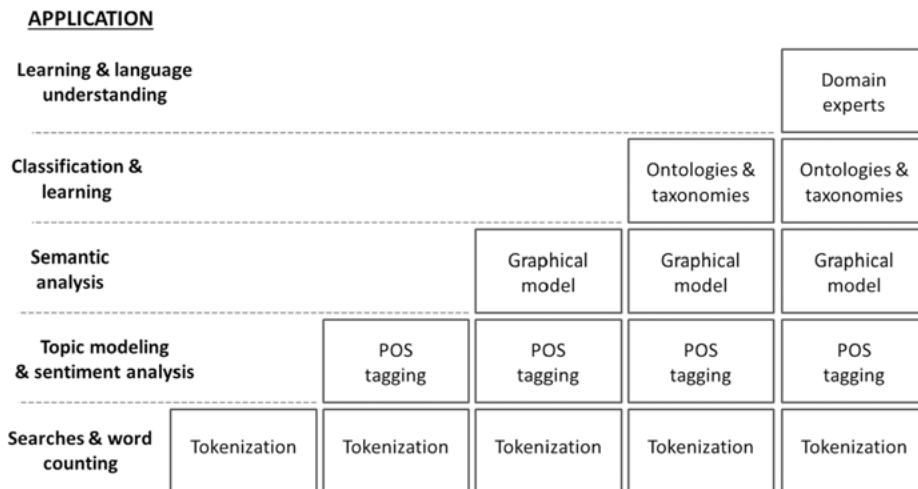 APPLICATION
Learning & language
understanding
Domain
experts
Classification &
learning
Ontologies &
taxonomies
Ontologies &
taxonomies
Semantic
analysis
Graphical
model
Graphical
model
Graphical
model
Topic modeling
& sentiment analysis
POS
tagging
POS
tagging
POS
tagging
POS
tagging
Searches & word
counting
Tokenization
Tokenization
Tokenization
Tokenization
Tokenization